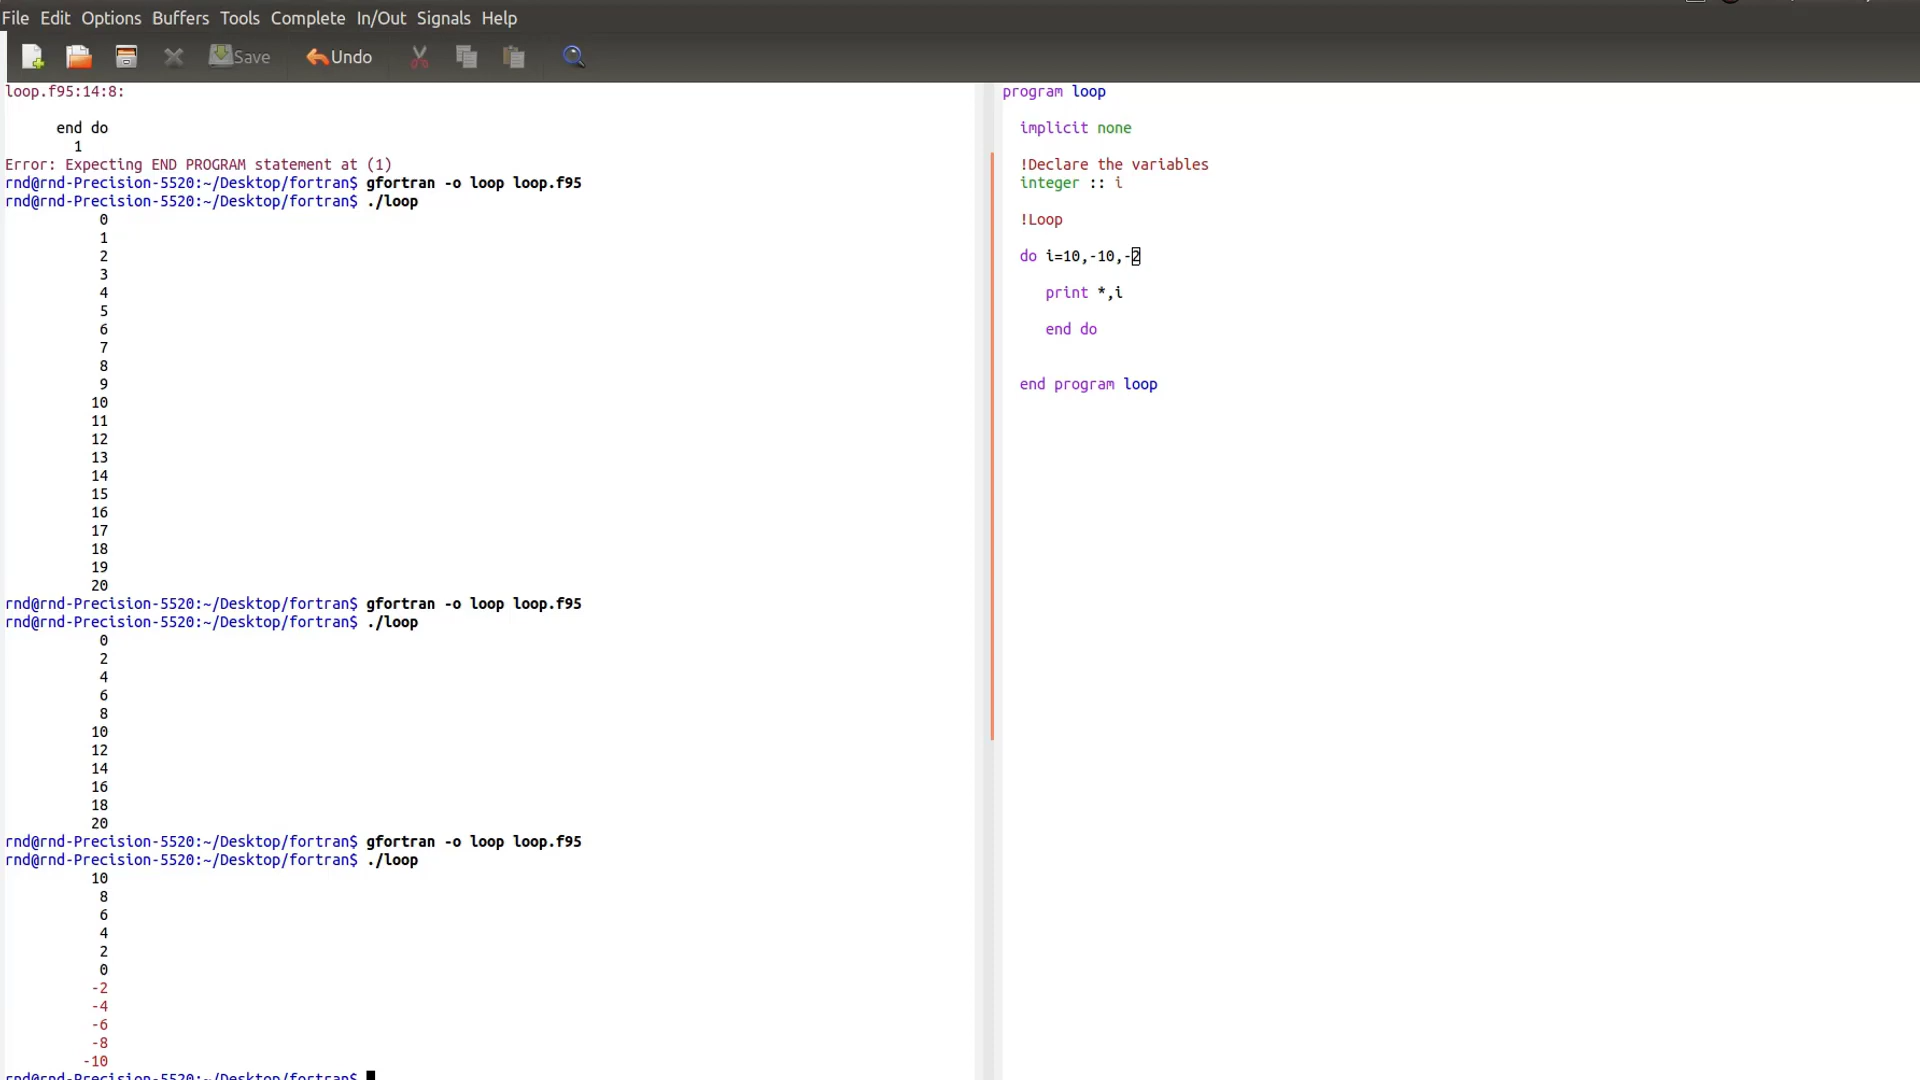 File Edit Options Buffers Tools Complete In/Out Signals Help
Save Undo
loop.f95:14:8:
end do
1
Error: Expecting END PROGRAM statement at (1)
rnd@rnd-Precision-5520:~/Desktop/fortran$ gfortran -o loop loop.f95
rnd@rnd-Precision-5520:~/Desktop/fortran$ ./loop
0
1
2
3
4
5
6
7
8
9
10
11
12
13
14
15
16
17
18
19
20
rnd@rnd-Precision-5520:~/Desktop/fortran$ gfortran -o loop loop.f95
rnd@rnd-Precision-5520:~/Desktop/fortran$ ./loop
0
2
4
6
8
10
12
14
16
18
20
rnd@rnd-Precision-5520:~/Desktop/fortran$ gfortran -o loop loop.f95
rnd@rnd-Precision-5520:~/Desktop/fortran$ ./loop
10
8
6
4
2
0
-2
-4
-6
-8
-10
rnd@rnd-Precision-5520:~/Desktop/fortran$
program loop
implicit none
!Declare the variables
integer :: i
!Loop
do i=10,-10,-2
print *,i
end do
end program loop